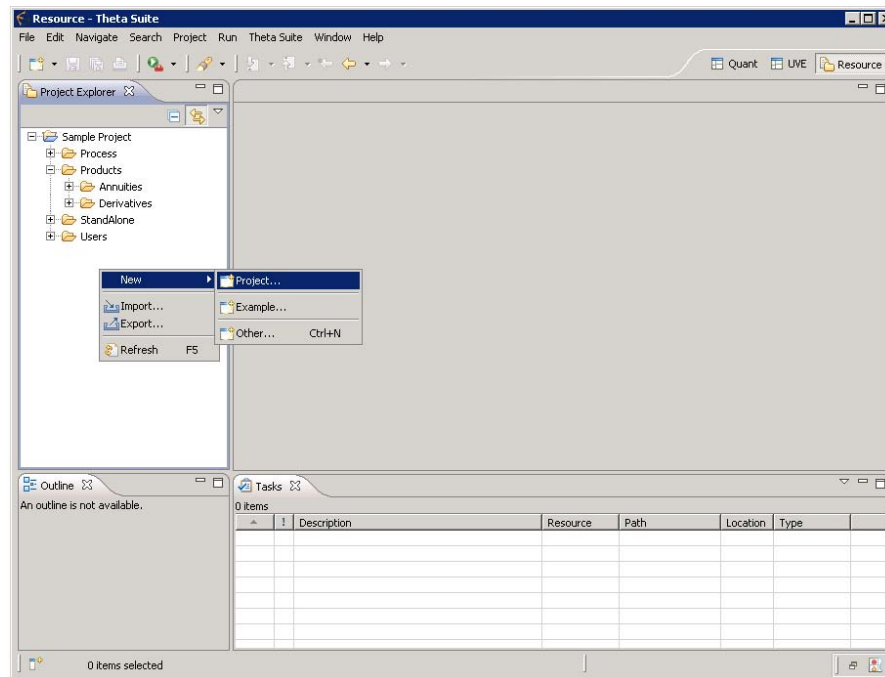 Resource - Theta Suite
File Edit Navigate Search Project Run Theta Suite Window Help
Quant UVE Resource
Project Explorer
Sample Project
Process
Products
Annuities
Derivatives
StandAlone
Users
New
Project...
Import...
Example...
Export...
Other... Ctrl+N
Refresh F5
Outline
Tasks
An outline is not available.
0 items
! Description Resource Path Location Type
0 items selected